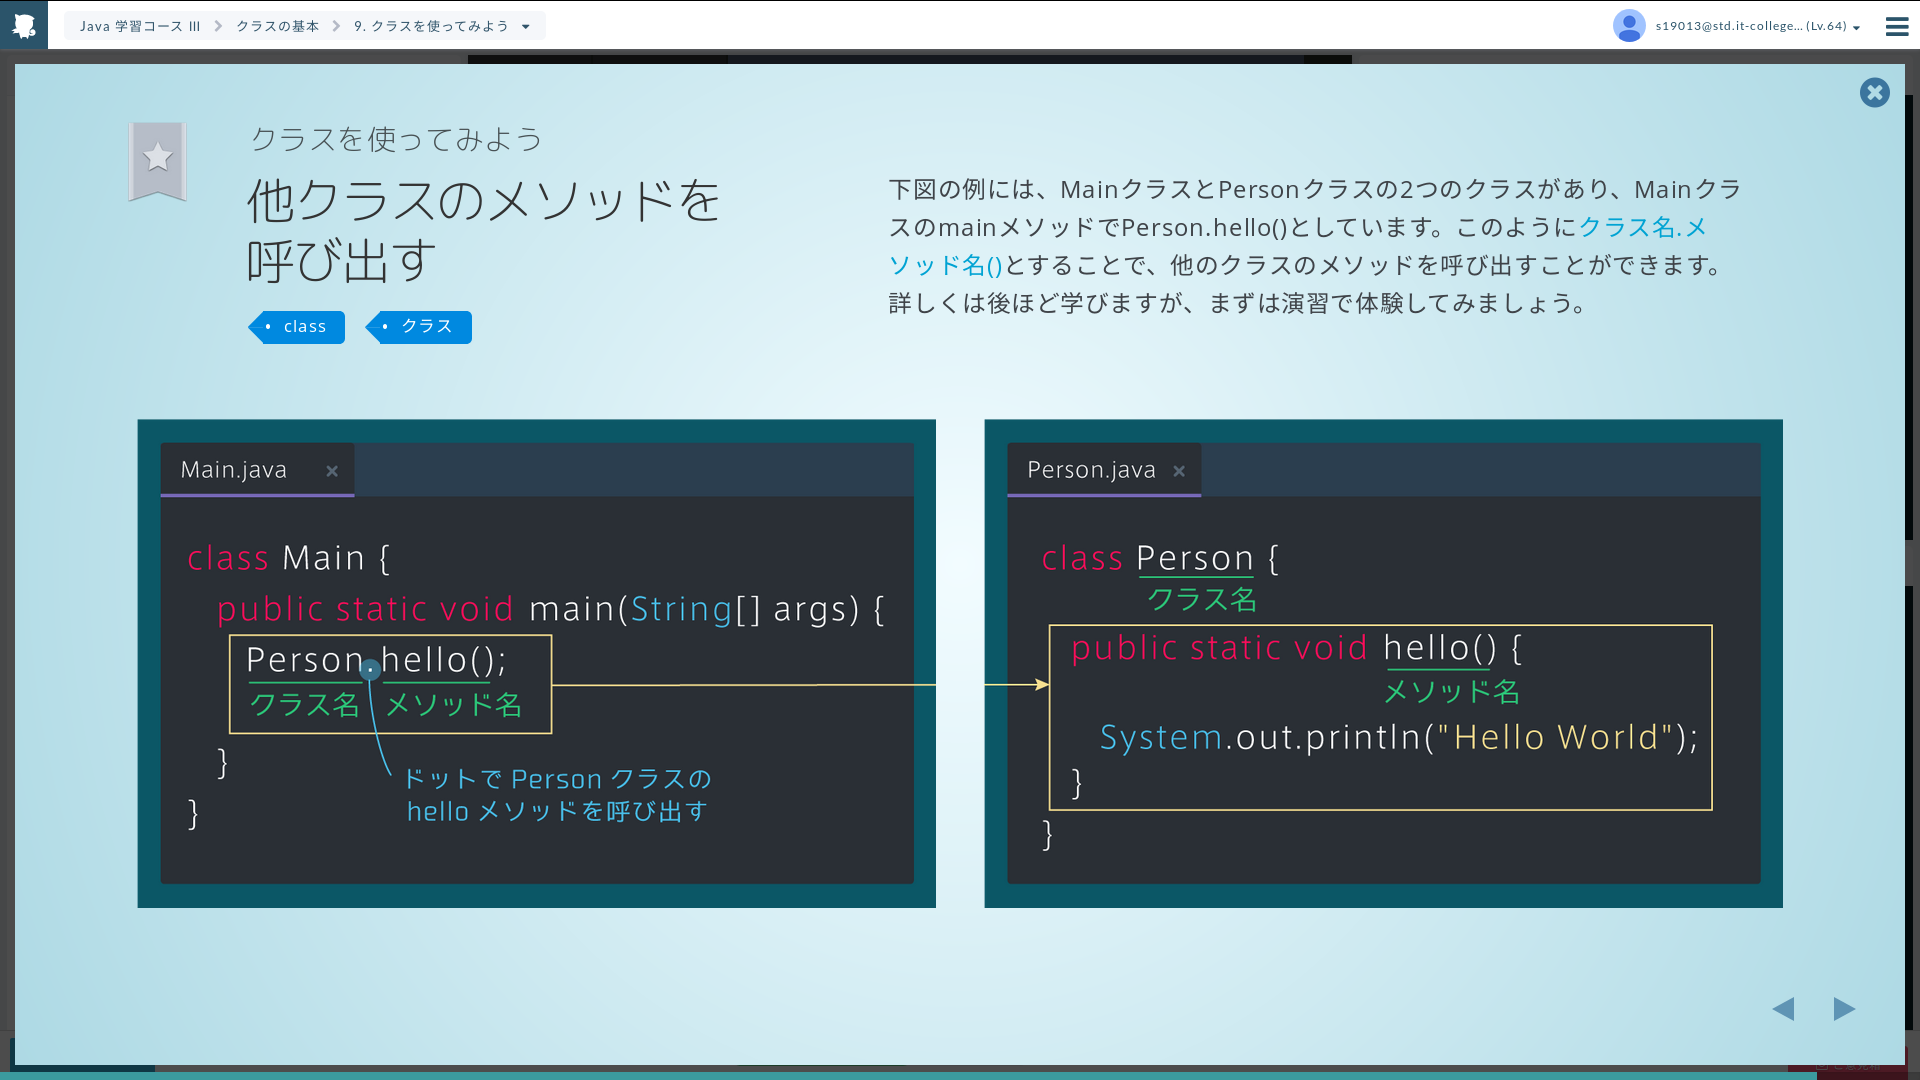 Java 学習コース III
クラスの基本
9. クラスを使ってみよう
s19013@std.it-college... (Lv.64)
クラスを使ってみよう
他クラスのメソッドを
呼び出す
class
クラス
下図の例には、MainクラスとPersonクラスの2つのクラスがあり、Mainクラ
スのmainメソッドでPerson.hello()としています。このようにクラス名.メ
ソッド名()とすることで、他のクラスのメソッドを呼び出すことができます。
詳しくは後ほど学びますが、まずは演習で体験してみましょう。
Main.java
class Main {
public static void main(String[] args) {
Person.hello();
クラス名 メソッド名
}
ドットで Person クラスの
hello メソッドを呼び出す
}
Person.java
class Person {
クラス名
public static void hello() {
メソッド名
System.out.println("Hello World");
}
}